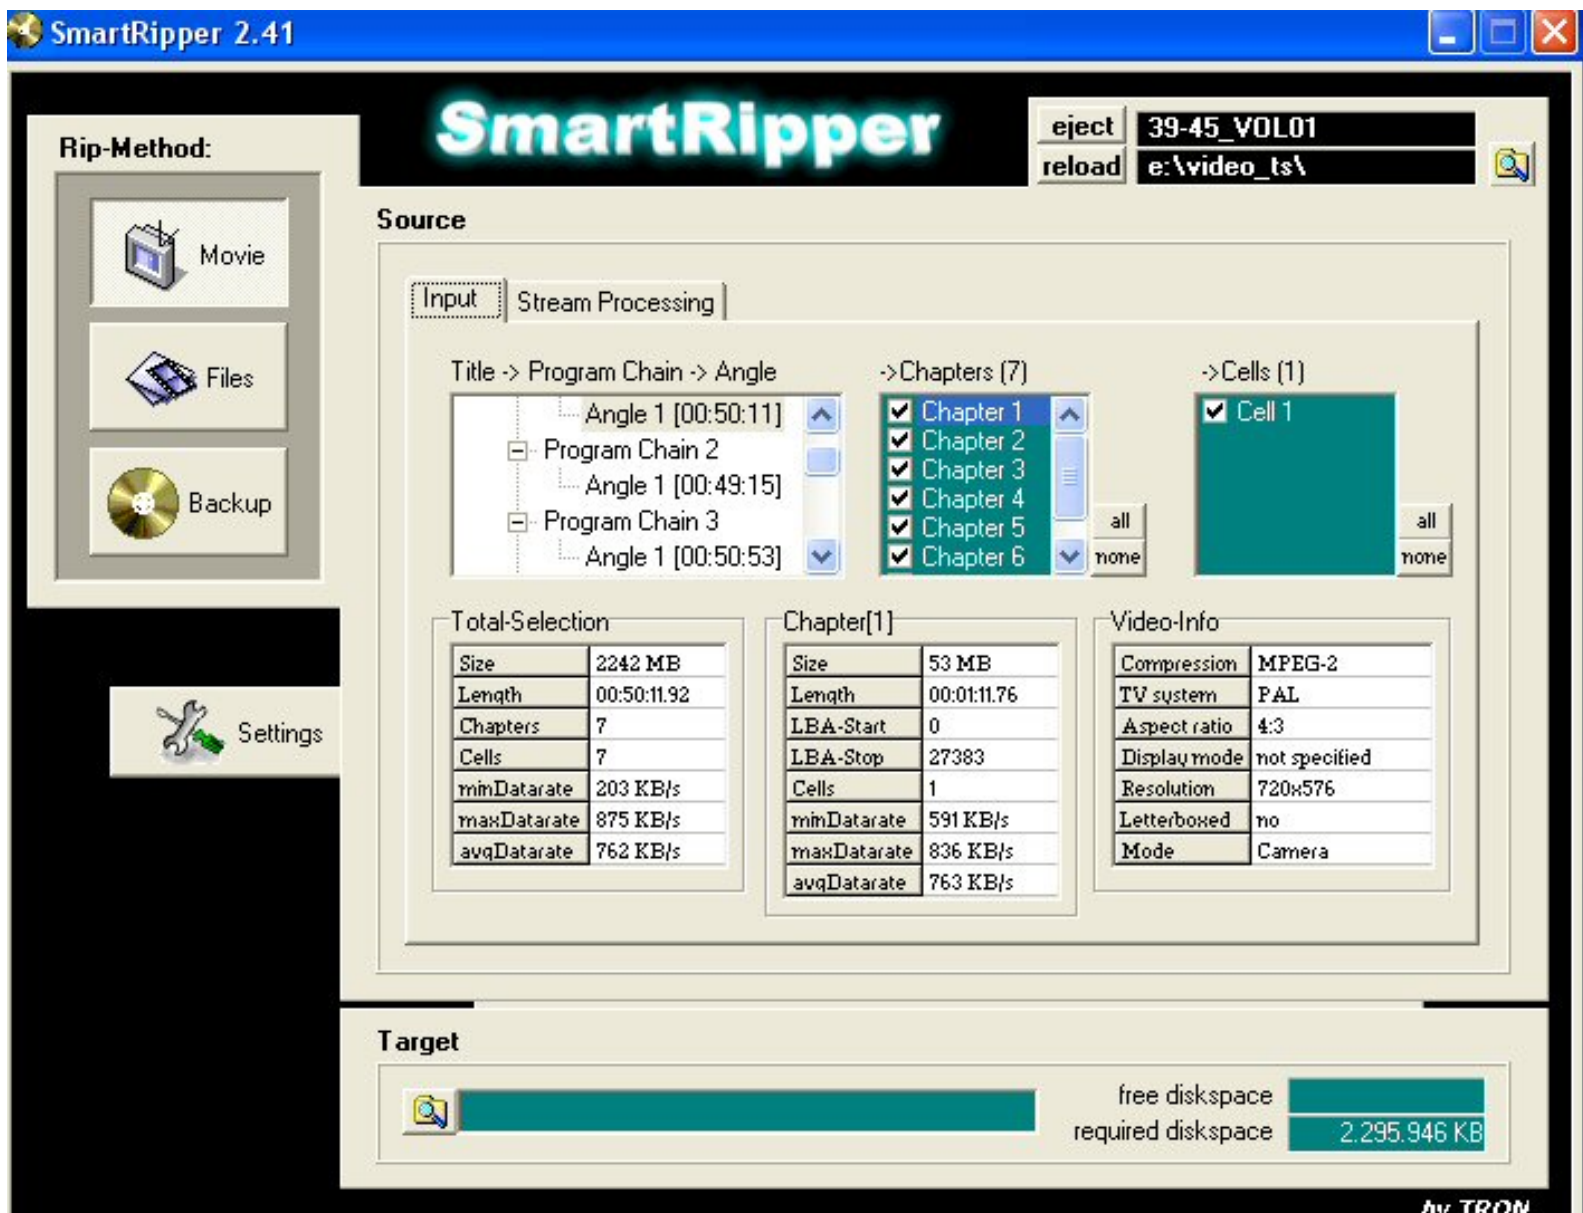 SmartRipper 2.41
SmartRipper
eject 39-45_VOL01
reload e:\video_ts\
Rip-Method:
Movie
Files
Backup
Settings
Source
Input Stream Processing
Title -> Program Chain -> Angle
Angle 1 [00:50:11]
Program Chain 2
Angle 1 [00:49:15]
Program Chain 3
Angle 1 [00:50:53]
->Chapters (7)
Chapter 1
Chapter 2
Chapter 3
Chapter 4
Chapter 5
Chapter 6
all
none
->Cells (1)
Cell 1
all
none
Total-Selection
Size 2242 MB
Length 00:50:11.92
Chapters 7
Cells 7
minDatarate 203 KB/s
maxDatarate 875 KB/s
avgDatarate 762 KB/s
Chapter[1]
Size 53 MB
Length 00:01:11.76
LBA-Start 0
LBA-Stop 27383
Cells 1
minDatarate 591 KB/s
maxDatarate 836 KB/s
avgDatarate 763 KB/s
Video-Info
Compression MPEG-2
TV system PAL
Aspect ratio 4:3
Display mode not specified
Resolution 720x576
Letterboxed no
Mode Camera
Target
free diskspace
required diskspace 2.295.946 KB
by TRON